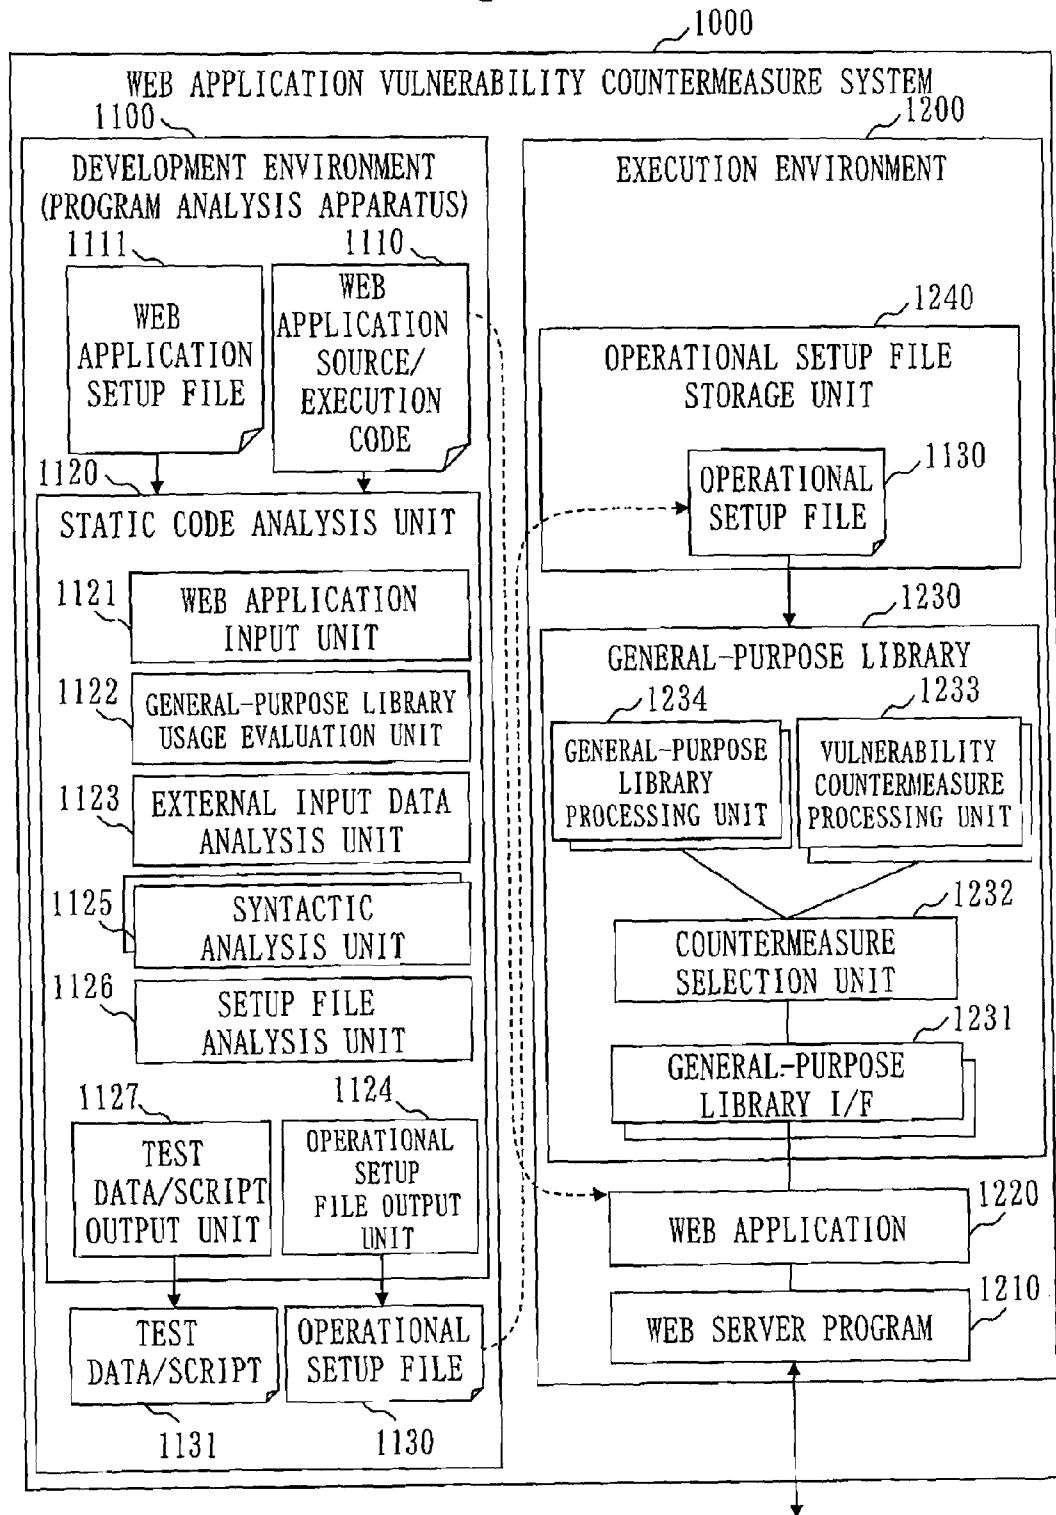 1000
WEB APPLICATION VULNERABILITY COUNTERMEASURE SYSTEM
1100
DEVELOPMENT ENVIRONMENT
(PROGRAM ANALYSIS APPARATUS)
1111
WEB
APPLICATION
SETUP FILE
1110
WEB
APPLICATION
SOURCE/
EXECUTION
CODE
1120
STATIC CODE ANALYSIS UNIT
1121
WEB APPLICATION
INPUT UNIT
1122
GENERAL-PURPOSE LIBRARY
USAGE EVALUATION UNIT
1123
EXTERNAL INPUT DATA
ANALYSIS UNIT
1125
SYNTACTIC
ANALYSIS UNIT
1126
SETUP FILE
ANALYSIS UNIT
1127
TEST
DATA/SCRIPT
OUTPUT UNIT
1124
OPERATIONAL
SETUP
FILE OUTPUT
UNIT
TEST
DATA/SCRIPT
1131
OPERATIONAL
SETUP FILE
1130
1200
EXECUTION ENVIRONMENT
1240
OPERATIONAL SETUP FILE
STORAGE UNIT
1130
OPERATIONAL
SETUP FILE
1230
GENERAL-PURPOSE LIBRARY
1234
GENERAL-PURPOSE
LIBRARY
PROCESSING UNIT
1233
VULNERABILITY
COUNTERMEASURE
PROCESSING UNIT
1232
COUNTERMEASURE
SELECTION UNIT
1231
GENERAL-PURPOSE
LIBRARY I/F
1220
WEB APPLICATION
1210
WEB SERVER PROGRAM